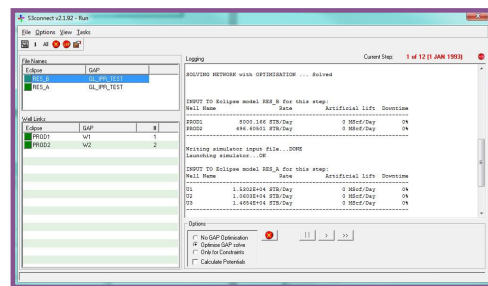 S3connect v2.1.92 - Run
File Options View Tasks
All
File Names
Eclipse GAP
RES_B GL_IPR_TEST
RES_A GL_IPR_TEST
Well Links
Eclipse GAP #
PROD1 W1 1
PROD2 W2 2
Logging Current Step: 1 of 12 (1 JAN 1993)
SOLVING NETWORK with OPTIMISATION ... Solved
INPUT TO Eclipse model RES_B for this step:
Well Name Rate Artificial lift Downtime
PROD1 8000.166 STB/Day 0 MScf/Day 0%
PROD2 496.60501 STB/Day 0 MScf/Day 0%
Writing simulator input file...DONE
Launching simulator...OK
INPUT TO Eclipse model RES_A for this step:
Well Name Rate Artificial lift Downtime
U1 1.5202E+04 STB/Day 0 MScf/Day 0%
U2 1.0603E+04 STB/Day 0 MScf/Day 0%
U3 1.4654E+04 STB/Day 0 MScf/Day 0%
Options
No GAP Optimisation
Optimise GAP solve
Only for Constraints
Calculate Potentials